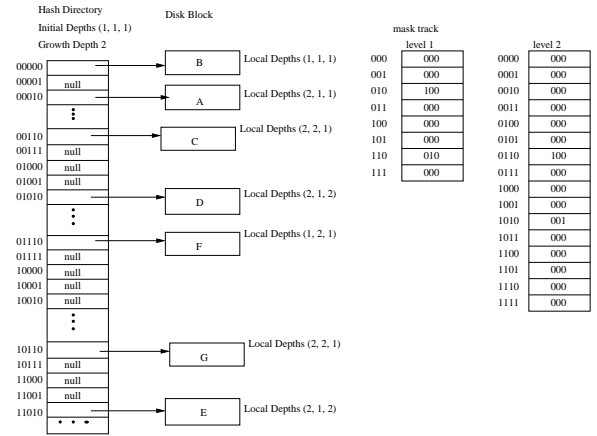 Hash Directory
Initial Depths (1, 1, 1)
Growth Depth 2
Disk Block
00000
B
Local Depths (1, 1, 1)
00001 null
00010
A
Local Depths (2, 1, 1)
00110
C
Local Depths (2, 2, 1)
00111 null
01000 null
01001 null
01010
D
Local Depths (2, 1, 2)
01110
F
Local Depths (1, 2, 1)
01111 null
10000 null
10001 null
10010 null
10110
G
Local Depths (2, 2, 1)
10111 null
11000 null
11001 null
11010
E
Local Depths (2, 1, 2)
mask track
level 1
000 000
001 000
010 100
011 000
100 000
101 000
110 010
111 000
level 2
0000 000
0001 000
0010 000
0011 000
0100 000
0101 000
0110 100
0111 000
1000 000
1001 000
1010 001
1011 000
1100 000
1101 000
1110 000
1111 000